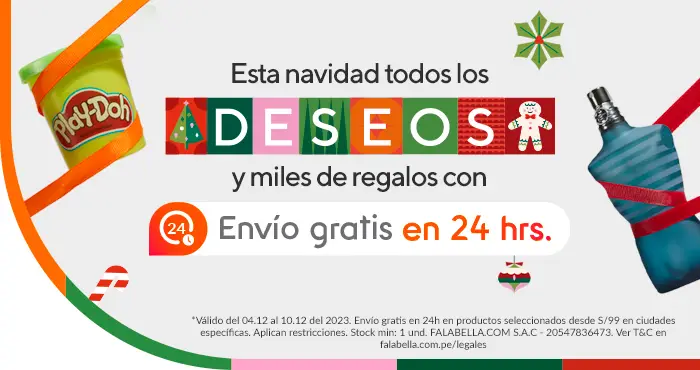 Esta navidad todos los
DESEOS
y miles de regalos con
24 Envío gratis en 24 hrs.
Play-Doh
*Válido del 04.12 al 10.12 del 2023. Envío gratis en 24h en productos seleccionados desde S/99 en ciudades
específicas. Aplican restricciones. Stock min: 1 und. FALABELLA.COM S.A.C - 20547836473. Ver T&C en
falabella.com.pe/legales